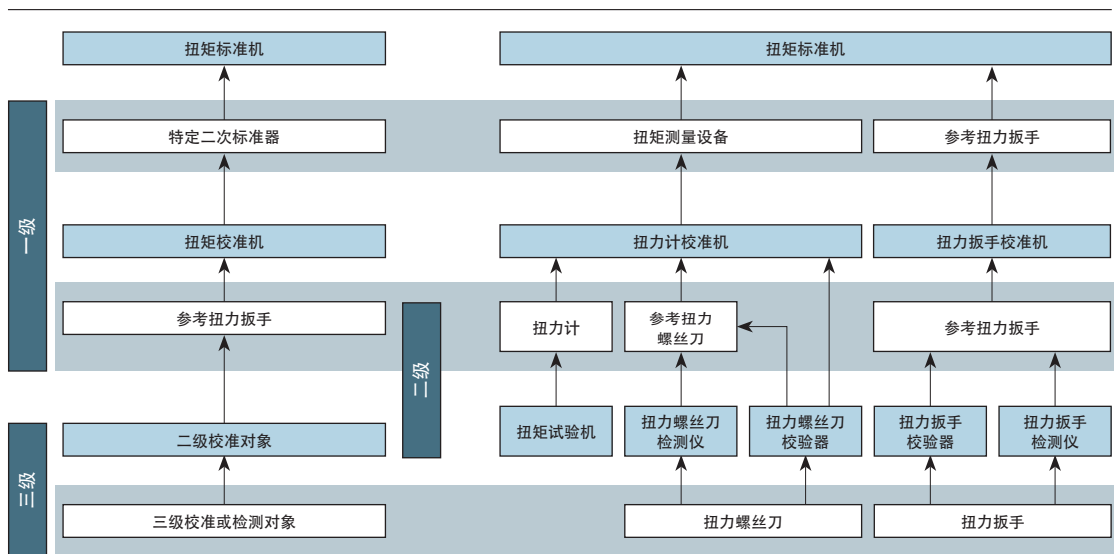 扭矩标准机
扭矩标准机
特定二次标准器
扭矩测量设备
参考扭力扳手
一级
扭矩校准机
扭力计校准机
扭力扳手校准机
参考扭力扳手
二级
扭力计
参考扭力
螺丝刀
参考扭力扳手
三级
二级校准对象
扭矩试验机
扭力螺丝刀
检测仪
扭力螺丝刀
校验器
扭力扳手
校验器
扭力扳手
检测仪
三级校准或检测对象
扭力螺丝刀
扭力扳手